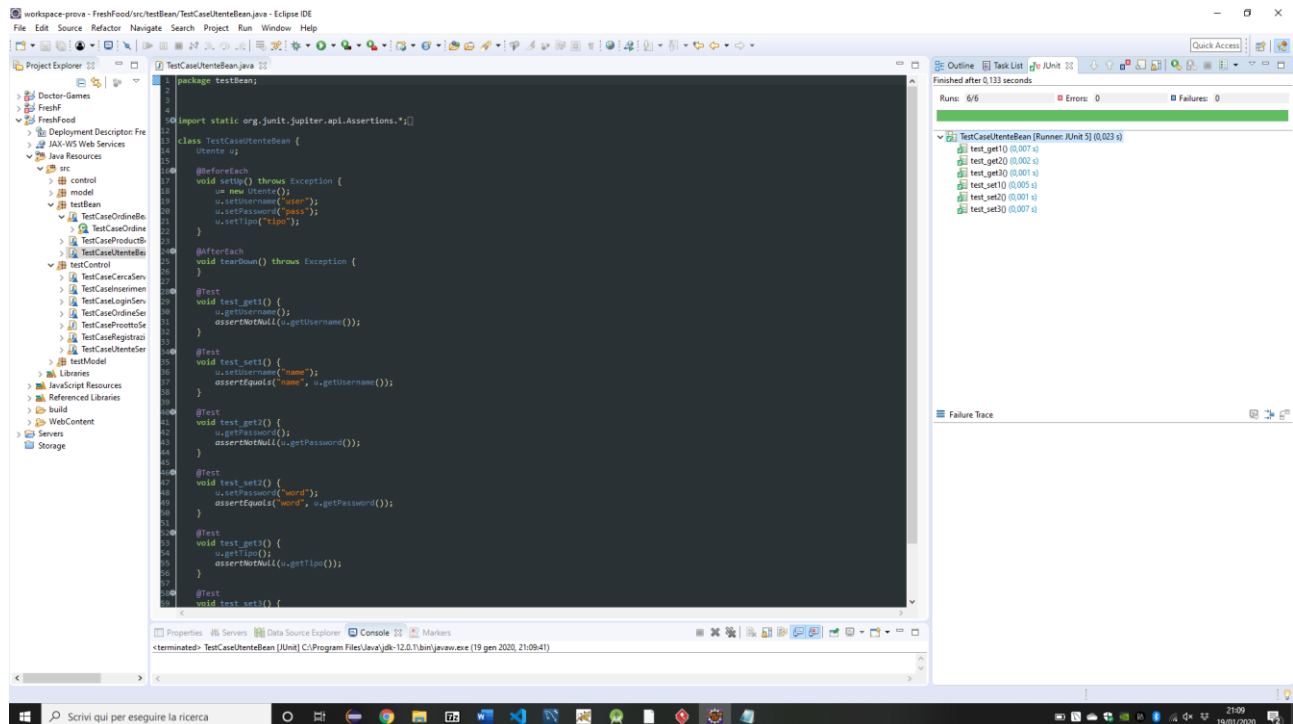 workspace-prova - FreshFood/src/testBean/TestCaseUtenteBean.java - Eclipse IDE
File Edit Source Refactor Navigate Search Project Run Window Help
Quick Access
Project Explorer
Doctor-Games
FreshF
FreshFood
Deployment Descriptor: Fre
JAX-WS Web Services
Java Resources
src
control
model
testBean
TestCaseOrdineBe
TestCaseOrdine
TestCaseProductB
TestCaseUtenteBe
testControl
TestCaseCercaSer
TestCaseInserimen
TestCaseLoginSer
TestCaseOrdineSer
TestCaseProottoSe
TestCaseRegistrazi
TestCaseUtenteSer
testModel
Libraries
JavaScript Resources
Referenced Libraries
build
WebContent
Servers
Storage
TestCaseUtenteBean.java
1 package testBean;
2
3
4
5 import static org.junit.jupiter.api.Assertions.*;
12
13 class TestCaseUtenteBean {
14 Utente u;
15
16 @BeforeEach
17 void setUp() throws Exception {
18 u= new Utente();
19 u.setUsername("user");
20 u.setPassword("pass");
21 u.setTipo("tipo");
22 }
23
24 @AfterEach
25 void tearDown() throws Exception {
26 }
27
28 @Test
29 void test_get1() {
30 u.getUsername();
31 assertNotNull(u.getUsername());
32 }
33
34 @Test
35 void test_set1() {
36 u.setUsername("name");
37 assertEquals("name", u.getUsername());
38 }
39
40 @Test
41 void test_get2() {
42 u.getPassword();
43 assertNotNull(u.getPassword());
44 }
45
46 @Test
47 void test_set2() {
48 u.setPassword("word");
49 assertEquals("word", u.getPassword());
50 }
51
52 @Test
53 void test_get3() {
54 u.getTipo();
55 assertNotNull(u.getTipo());
56 }
57
58 @Test
59 void test_set3() {
Properties Servers Data Source Explorer Console Markers
<terminated> TestCaseUtenteBean [JUnit] C:\Program Files\Java\jdk-12.0.1\bin\javaw.exe (19 gen 2020, 21:09:41)
Outline Task List JUnit
Finished after 0,133 seconds
Runs: 6/6 Errors: 0 Failures: 0
TestCaseUtenteBean [Runner: JUnit 5] (0,023 s)
test_get1() (0,007 s)
test_get2() (0,002 s)
test_get3() (0,001 s)
test_set1() (0,005 s)
test_set2() (0,001 s)
test_set3() (0,007 s)
Failure Trace
Scrivi qui per eseguire la ricerca
21:09
19/01/2020